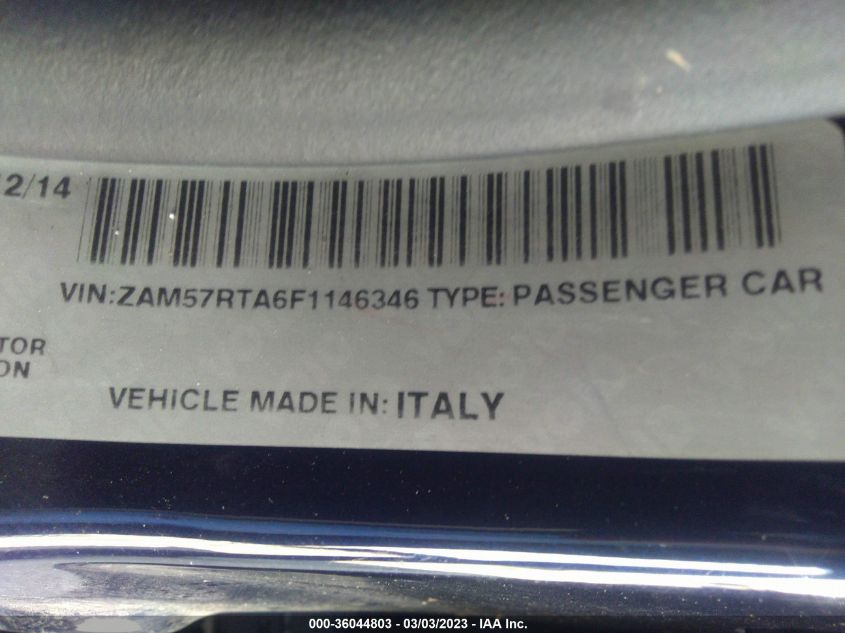 12/14
VIN:ZAM57RTA6F1146346 TYPE: PASSENGER CAR
TOR
ON
VEHICLE MADE IN: ITALY
000-36044803 - 03/03/2023 - IAA Inc.